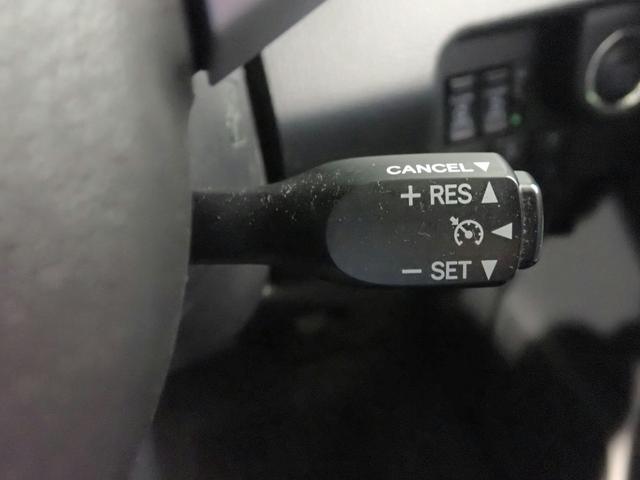 CANCEL▼
+ RES ▲
◀
− SET ▼